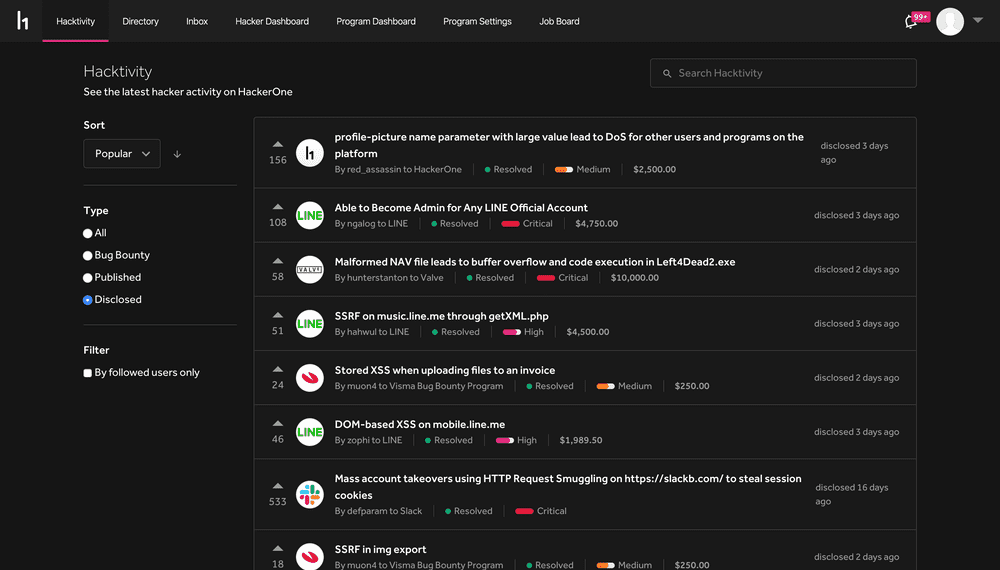 h1
Hacktivity Directory Inbox Hacker Dashboard Program Dashboard Program Settings Job Board 99+
Hacktivity
See the latest hacker activity on HackerOne
Search Hacktivity
Sort
Popular
Type
All
Bug Bounty
Published
Disclosed
Filter
By followed users only
156
h1
profile-picture name parameter with large value lead to DoS for other users and programs on the
platform
By red_assassin to HackerOne Resolved Medium $2,500.00
disclosed 3 days
ago
108
LINE
Able to Become Admin for Any LINE Official Account
By ngalog to LINE Resolved Critical $4,750.00
disclosed 3 days ago
58
VALVE
Malformed NAV file leads to buffer overflow and code execution in Left4Dead2.exe
By hunterstanton to Valve Resolved Critical $10,000.00
disclosed 2 days ago
51
LINE
SSRF on music.line.me through getXML.php
By hahwul to LINE Resolved High $4,500.00
disclosed 3 days ago
24
Stored XSS when uploading files to an invoice
By muon4 to Visma Bug Bounty Program Resolved Medium $250.00
disclosed 2 days ago
46
LINE
DOM-based XSS on mobile.line.me
By zophi to LINE Resolved High $1,989.50
disclosed 3 days ago
533
Mass account takeovers using HTTP Request Smuggling on https://slackb.com/ to steal session
cookies
By defparam to Slack Resolved Critical
disclosed 16 days
ago
18
SSRF in img export
By muon4 to Visma Bug Bounty Program Resolved Medium $250.00
disclosed 2 days ago